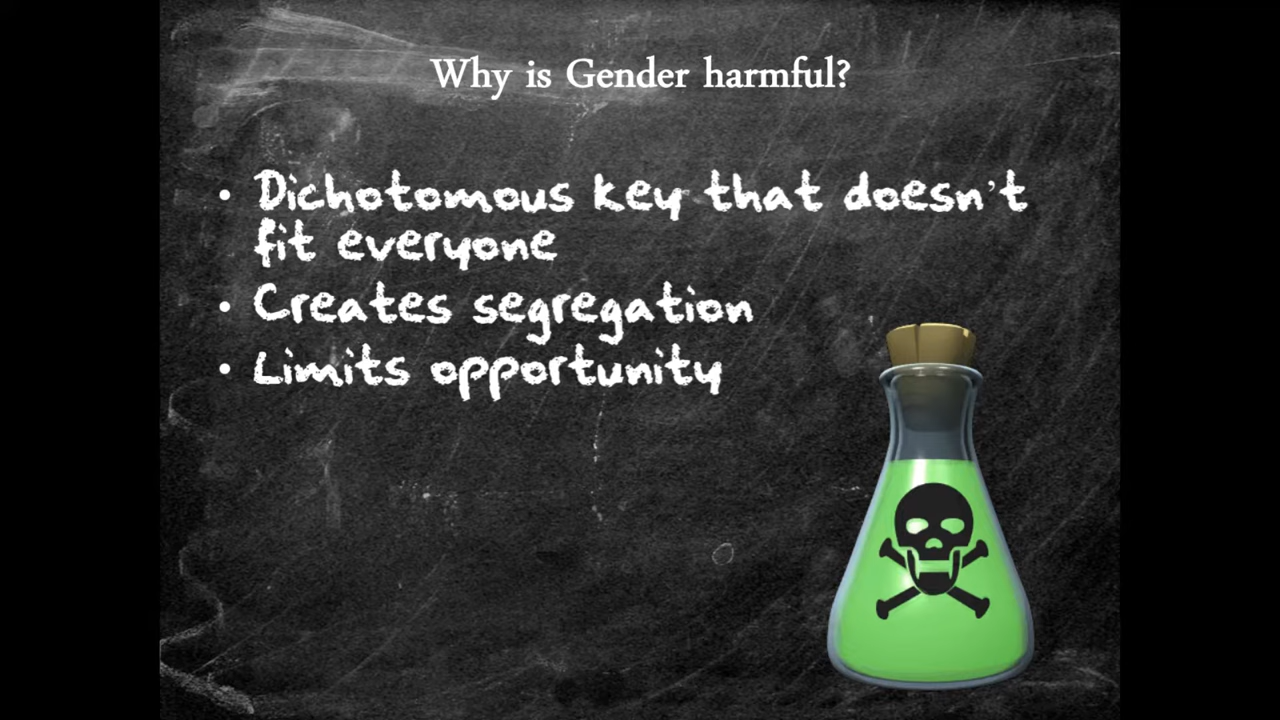 Why is Gender harmful?
• Dichotomous key that doesn't
fit everyone
• Creates segregation
• Limits opportunity